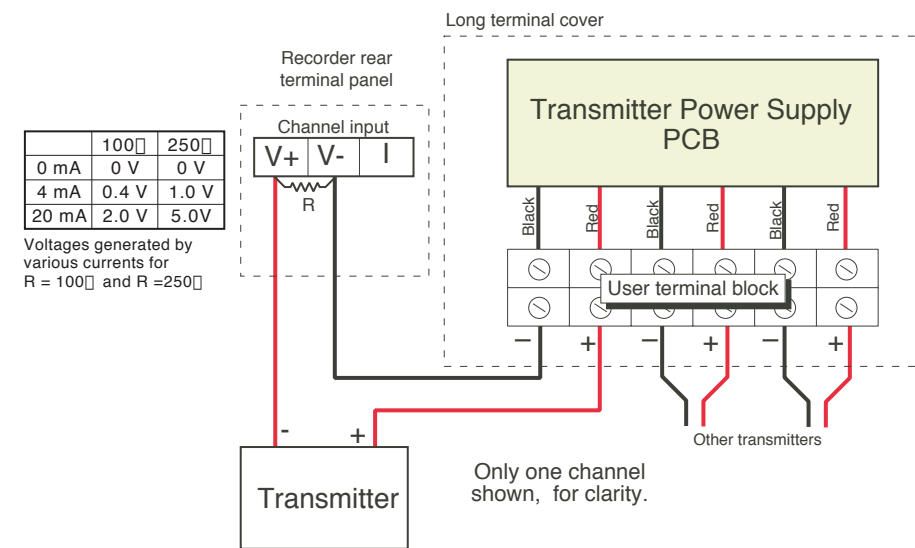 Long terminal cover
Recorder rear
terminal panel
Transmitter Power Supply
PCB
Channel input
V+ V- I
R
100▯ 250▯
0 mA 0 V 0 V
4 mA 0.4 V 1.0 V
20 mA 2.0 V 5.0V
Voltages generated by
various currents for
R = 100▯ and R =250▯
Black Red Black Red Black Red
User terminal block
− + − + − +
- +
Other transmitters
Transmitter
Only one channel
shown, for clarity.